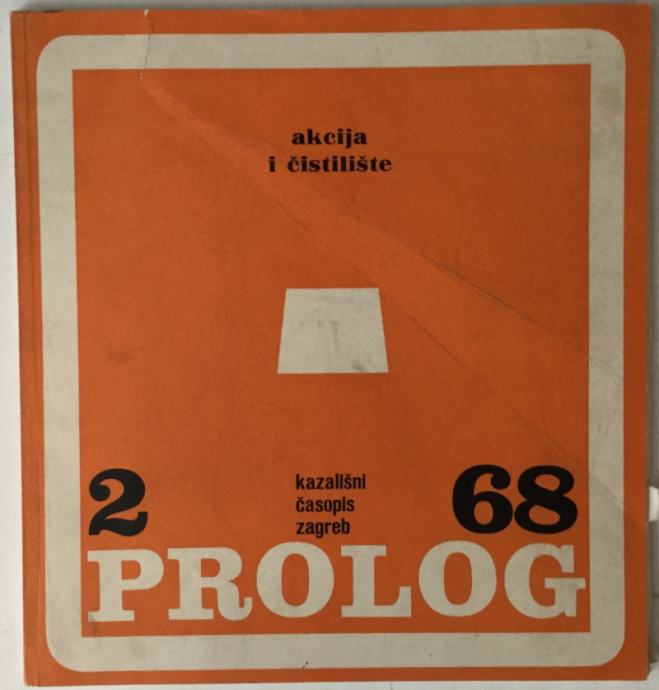 akcija
i čistilište
2
kazališni
časopis
zagreb
68
PROLOG